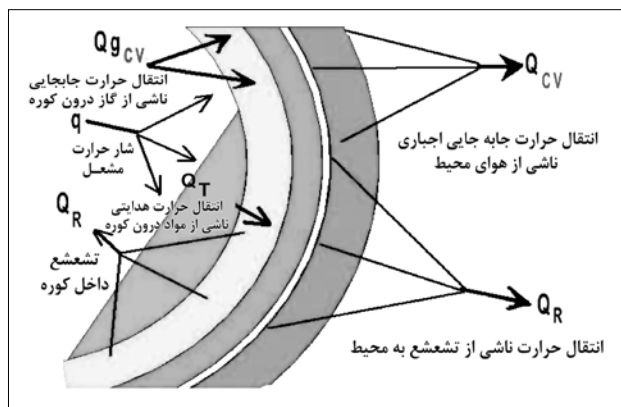 Qg CV
انتقال حرارت جابجایی
ناشی از گاز درون کوره
q
شار حرارت
مشعل
Q T
انتقال حرارت هدایتی
ناشی از مواد درون کوره
Q R
تشعشع
داخل کوره
Q CV
انتقال حرارت جابه جایی اجباری
ناشی از هوای محیط
Q R
انتقال حرارت ناشی از تشعشع به محیط